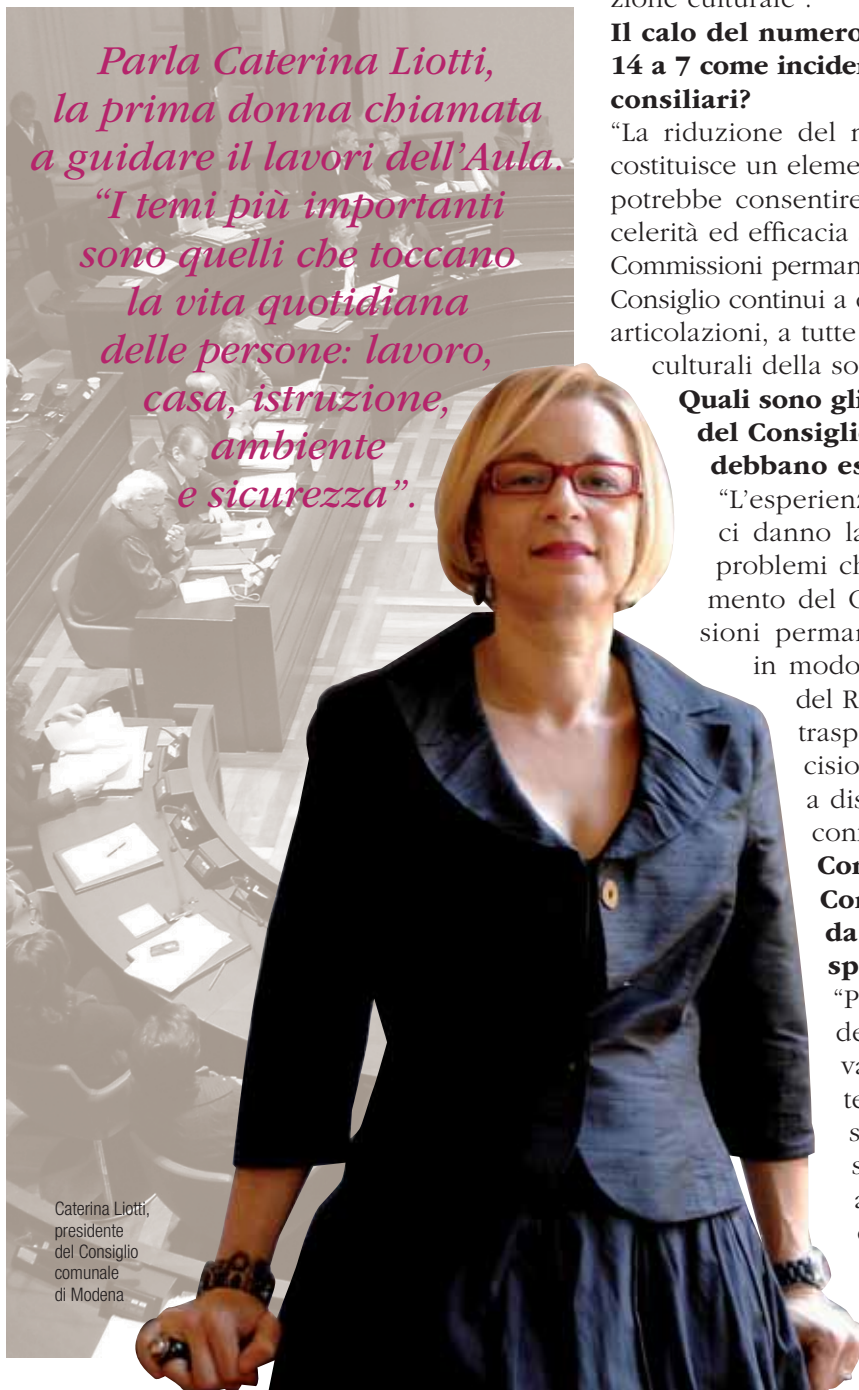 Parla Caterina Liotti,
la prima donna chiamata
a guidare il lavori dell’Aula.
“I temi più importanti
sono quelli che toccano
la vita quotidiana
delle persone: lavoro,
casa, istruzione,
ambiente
e sicurezza”.
Caterina Liotti,
presidente
del Consiglio
comunale
di Modena
zione culturale”.
Il calo del numero
14 a 7 come incider
consiliari?
“La riduzione del
costituisce un eleme
potrebbe consentire
celerità ed efficacia
Commissioni perman
Consiglio continui a
articolazioni, a tutte
culturali della so
Quali sono gli
del Consigli
debbano es
“L’esperienz
ci danno la
problemi ch
mento del C
sioni perma
in modo
del R
trasp
cisio
a dis
con
Con
Con
da
sp
“P
de
va
te
s
s
a